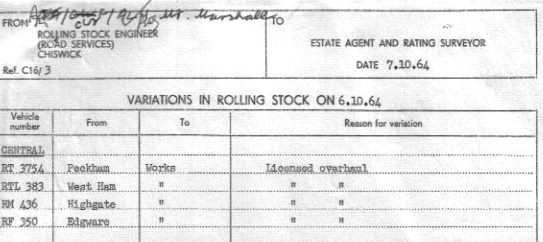 FROM Mr. Marshall TO
ROLLING STOCK ENGINEER
(ROAD SERVICES)
CHISWICK
Ref. C16/3
ESTATE AGENT AND RATING SURVEYOR
DATE 7.10.64
VARIATIONS IN ROLLING STOCK ON 6.10.64
Vehicle number From To Reason for variation
CENTRAL
RT 3754 Peckham Works Licensed overhaul
RTL 383 West Ham " " "
RM 436 Highgate " " "
RF 350 Edgware " " "